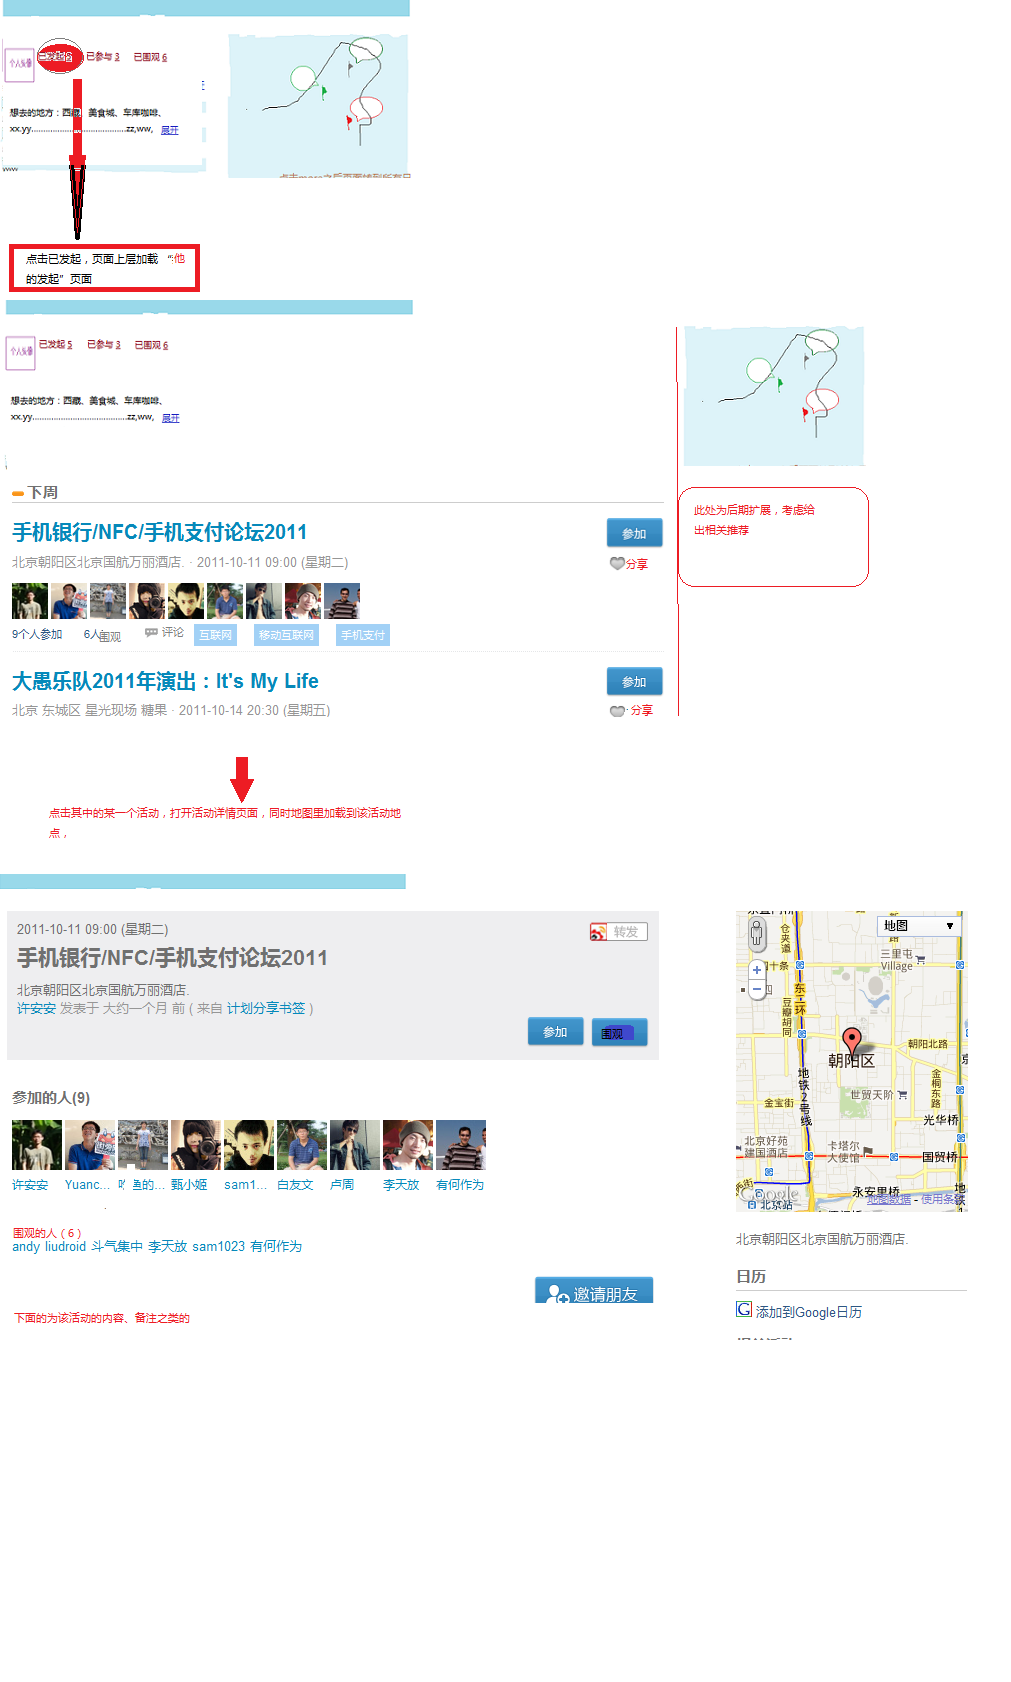 个人头像
已发起 2 已参与 3 已围观 6
想去的地方：西藏、美食城、车库咖啡、
xx.yy........................................zz,ww, 展开
点击已发起，页面上层加载 “他
的发起” 页面
个人头像
已发起 5 已参与 3 已围观 6
想去的地方：西藏、美食城、车库咖啡、
xx.yy........................................zz,ww, 展开
下周
手机银行/NFC/手机支付论坛2011
参加
北京朝阳区北京国航万丽酒店. · 2011-10-11 09:00 (星期二)
分享
9个人参加 6人围观 评论 互联网 移动互联网 手机支付
大愚乐队2011年演出：It's My Life
参加
北京 东城区 星光现场 糖果 · 2011-10-14 20:30 (星期五)
分享
此处为后期扩展，考虑给
出相关推荐
点击其中的某一个活动，打开活动详情页面，同时地图里加载到该活动地
点，
2011-10-11 09:00 (星期二)
转发
手机银行/NFC/手机支付论坛2011
北京朝阳区北京国航万丽酒店.
许安安 发表于 大约一个月 前 ( 来自 计划分享书签 )
参加 围观
参加的人(9)
许安安 Yuanc... 鱼的... 甄小姬 sam1... 白友文 卢周 李天放 有何作为
围观的人（6）
andy liudroid 斗气集中 李天放 sam1023 有何作为
邀请朋友
下面的为该活动的内容、备注之类的
地图
仓夹道
三里屯
Village
四十条
东二环
豆瓣胡同
朝阳北路
朝阳区
地铁2号线
金桐东路
世贸天阶
金宝街
光华桥
北京好苑
建国酒店
卡塔尔
大使馆
国贸桥
永安里桥
Google
地图数据 - 使用条
北京站
北京朝阳区北京国航万丽酒店.
日历
添加到Google日历